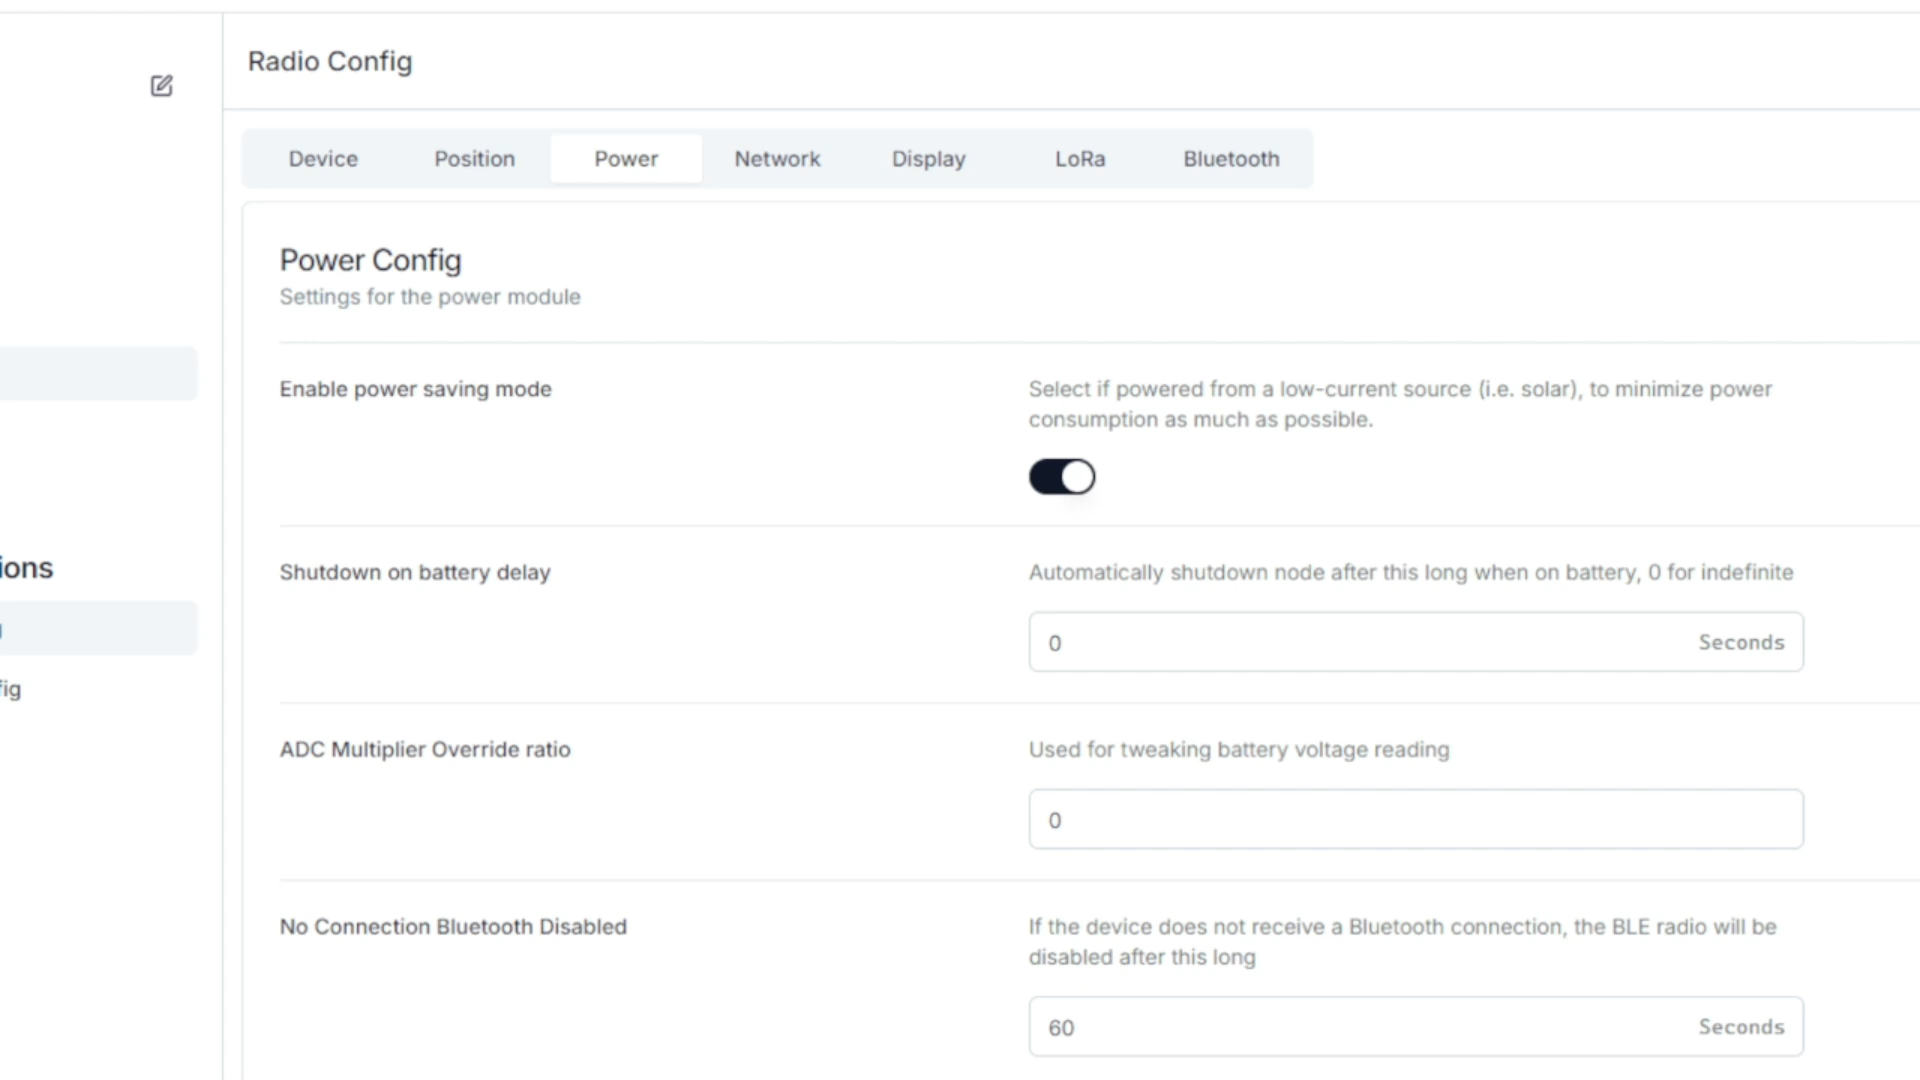 Radio Config
Device Position Power Network Display LoRa Bluetooth
Power Config
Settings for the power module
Enable power saving mode
Select if powered from a low-current source (i.e. solar), to minimize power
consumption as much as possible.
Shutdown on battery delay
Automatically shutdown node after this long when on battery, 0 for indefinite
0 Seconds
ions
fig
ADC Multiplier Override ratio
Used for tweaking battery voltage reading
0
No Connection Bluetooth Disabled
If the device does not receive a Bluetooth connection, the BLE radio will be
disabled after this long
60 Seconds